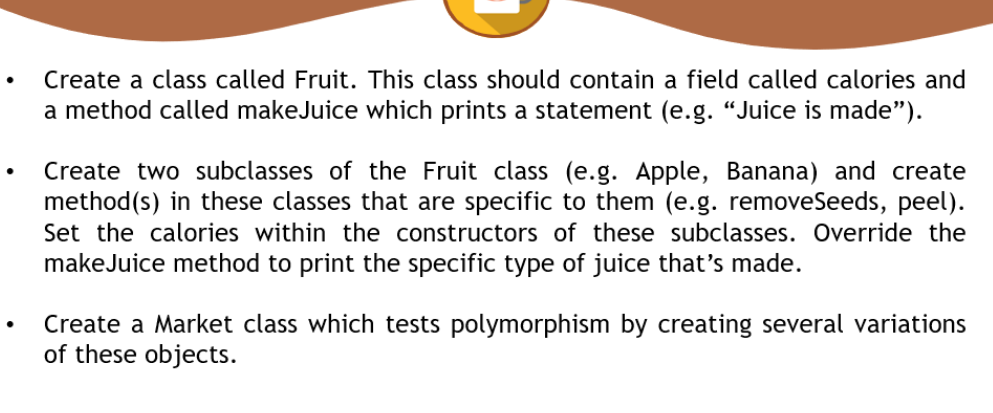 • Create a class called Fruit. This class should contain a field called calories and
a method called makeJuice which prints a statement (e.g. “Juice is made”).
• Create two subclasses of the Fruit class (e.g. Apple, Banana) and create
method(s) in these classes that are specific to them (e.g. removeSeeds, peel).
Set the calories within the constructors of these subclasses. Override the
makeJuice method to print the specific type of juice that’s made.
• Create a Market class which tests polymorphism by creating several variations
of these objects.